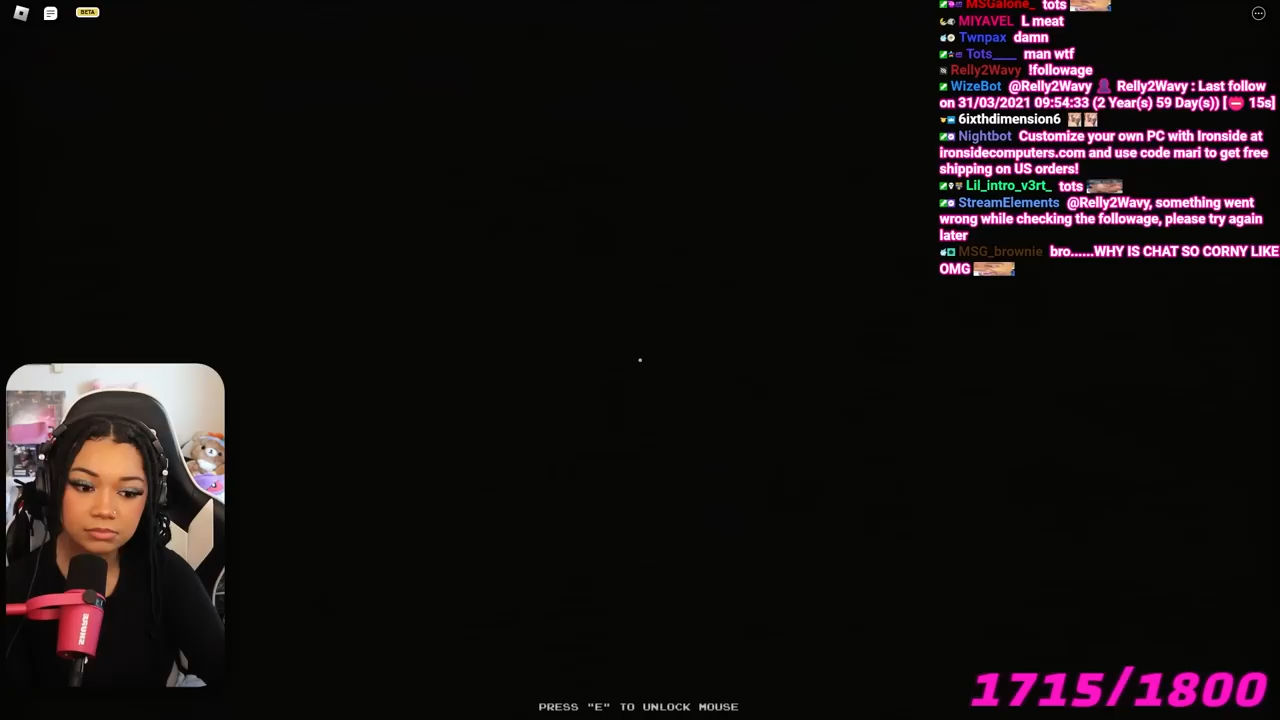 BETA
MSGalone_ tots
MIYAVEL L meat
Twnpax damn
Tots____ man wtf
Relly2Wavy !followage
WizeBot @Relly2Wavy Relly2Wavy : Last follow
on 31/03/2021 09:54:33 (2 Year(s) 59 Day(s)) [ 15s]
6ixthdimension6
Nightbot Customize your own PC with Ironside at
ironsidecomputers.com and use code mari to get free
shipping on US orders!
Lil_intro_v3rt_ tots
StreamElements @Relly2Wavy, something went
wrong while checking the followage, please try again
later
MSG_brownie bro......WHY IS CHAT SO CORNY LIKE
OMG
1715/1800
PRESS "E" TO UNLOCK MOUSE